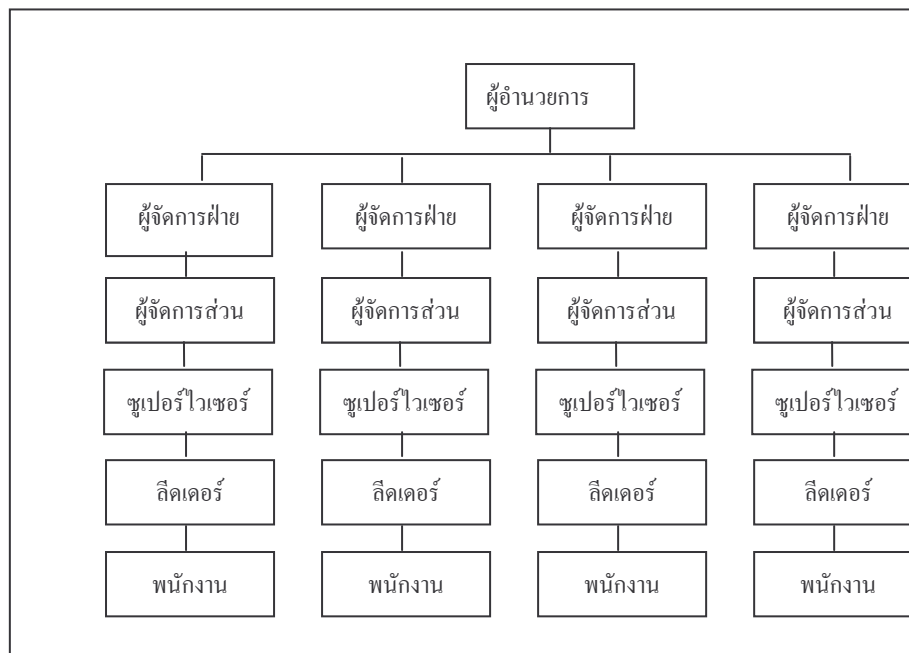 ผู้อำนวยการ
ผู้จัดการฝ่าย ผู้จัดการฝ่าย ผู้จัดการฝ่าย ผู้จัดการฝ่าย
ผู้จัดการส่วน ผู้จัดการส่วน ผู้จัดการส่วน ผู้จัดการส่วน
ซูเปอร์ไวเซอร์ ซูเปอร์ไวเซอร์ ซูเปอร์ไวเซอร์ ซูเปอร์ไวเซอร์
ลีดเดอร์ ลีดเดอร์ ลีดเดอร์ ลีดเดอร์
พนักงาน พนักงาน พนักงาน พนักงาน